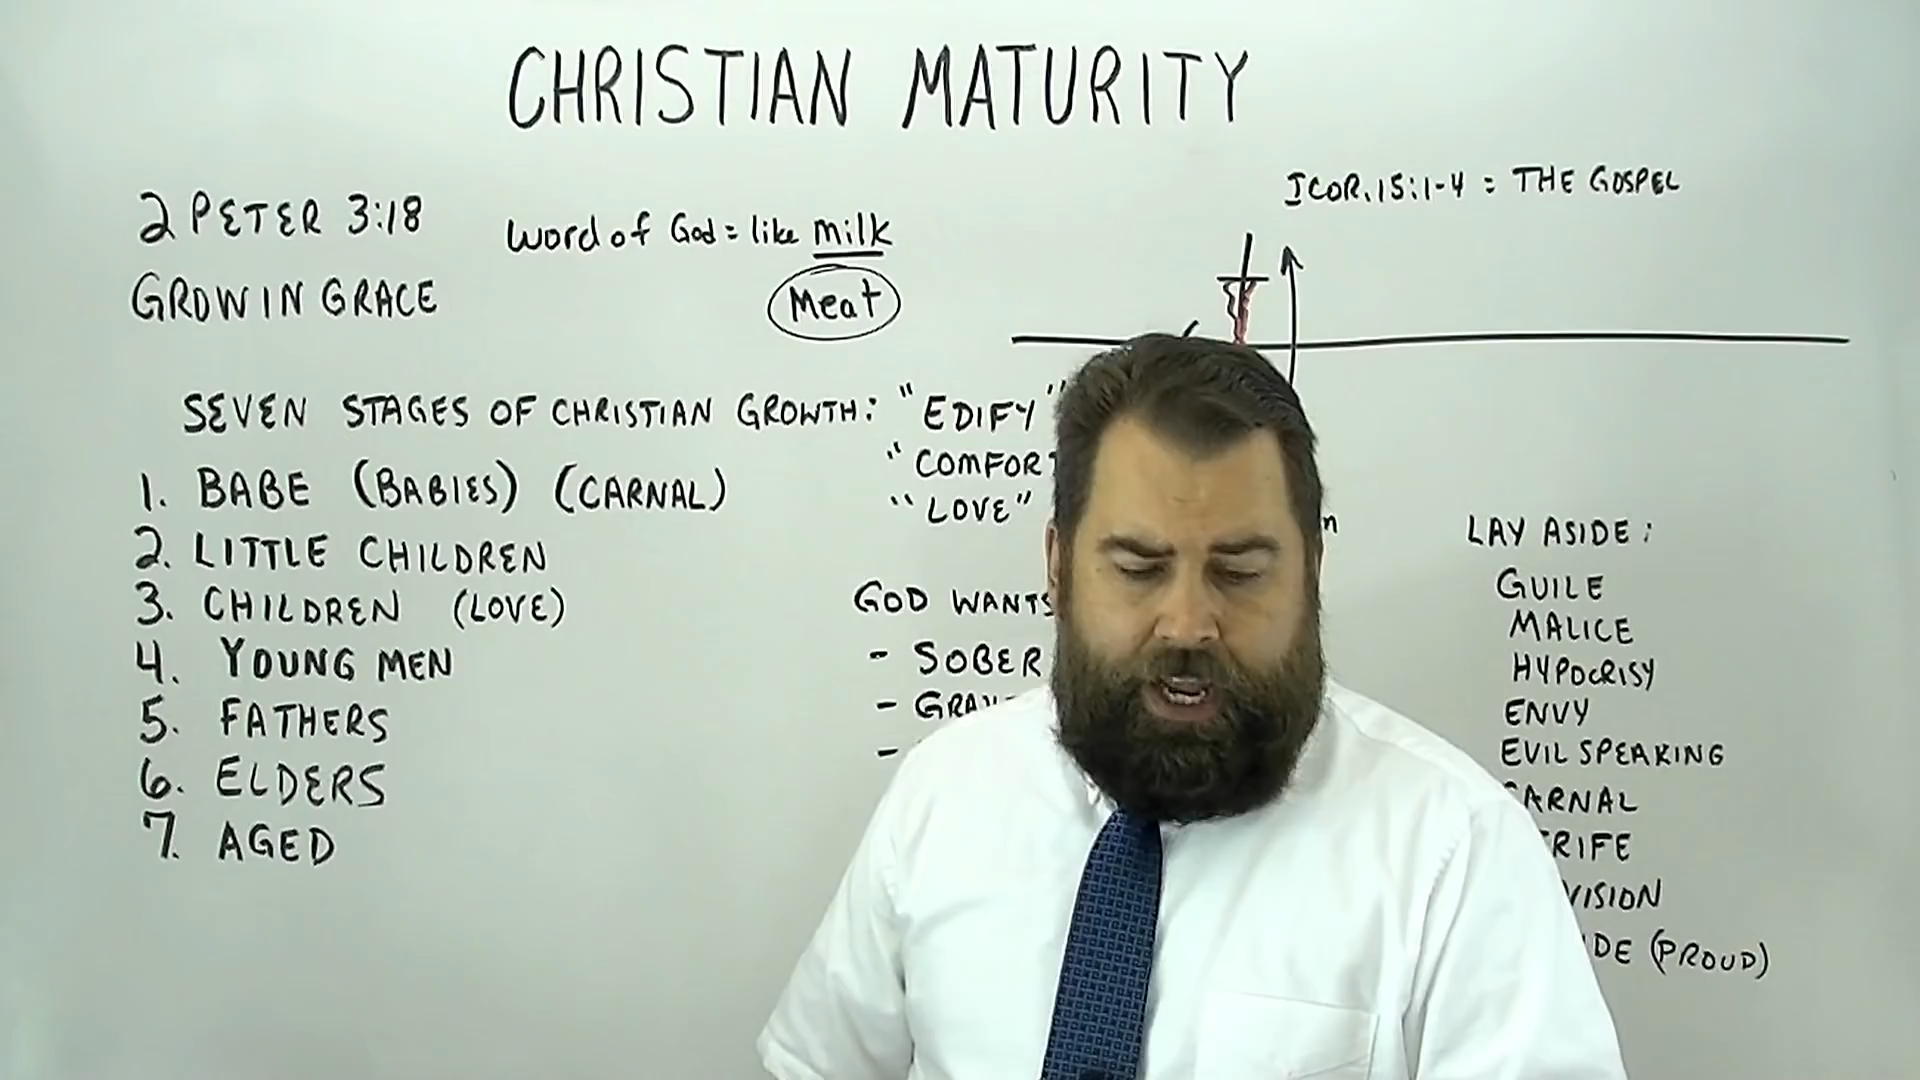 CHRISTIAN MATURITY
2 PETER 3:18
GROW IN GRACE
Word of God = like milk
Meat
I COR. 15:1-4 = THE GOSPEL
SEVEN STAGES OF CHRISTIAN GROWTH:
1. BABE (BABIES) (CARNAL)
2. LITTLE CHILDREN
3. CHILDREN (LOVE)
4. YOUNG MEN
5. FATHERS
6. ELDERS
7. AGED
"EDIFY"
"COMFORT
"LOVE"
GOD WANTS
- SOBER
-
-
LAY ASIDE:
GUILE
MALICE
HYPOCRISY
ENVY
EVIL SPEAKING
CARNAL
(PROUD)